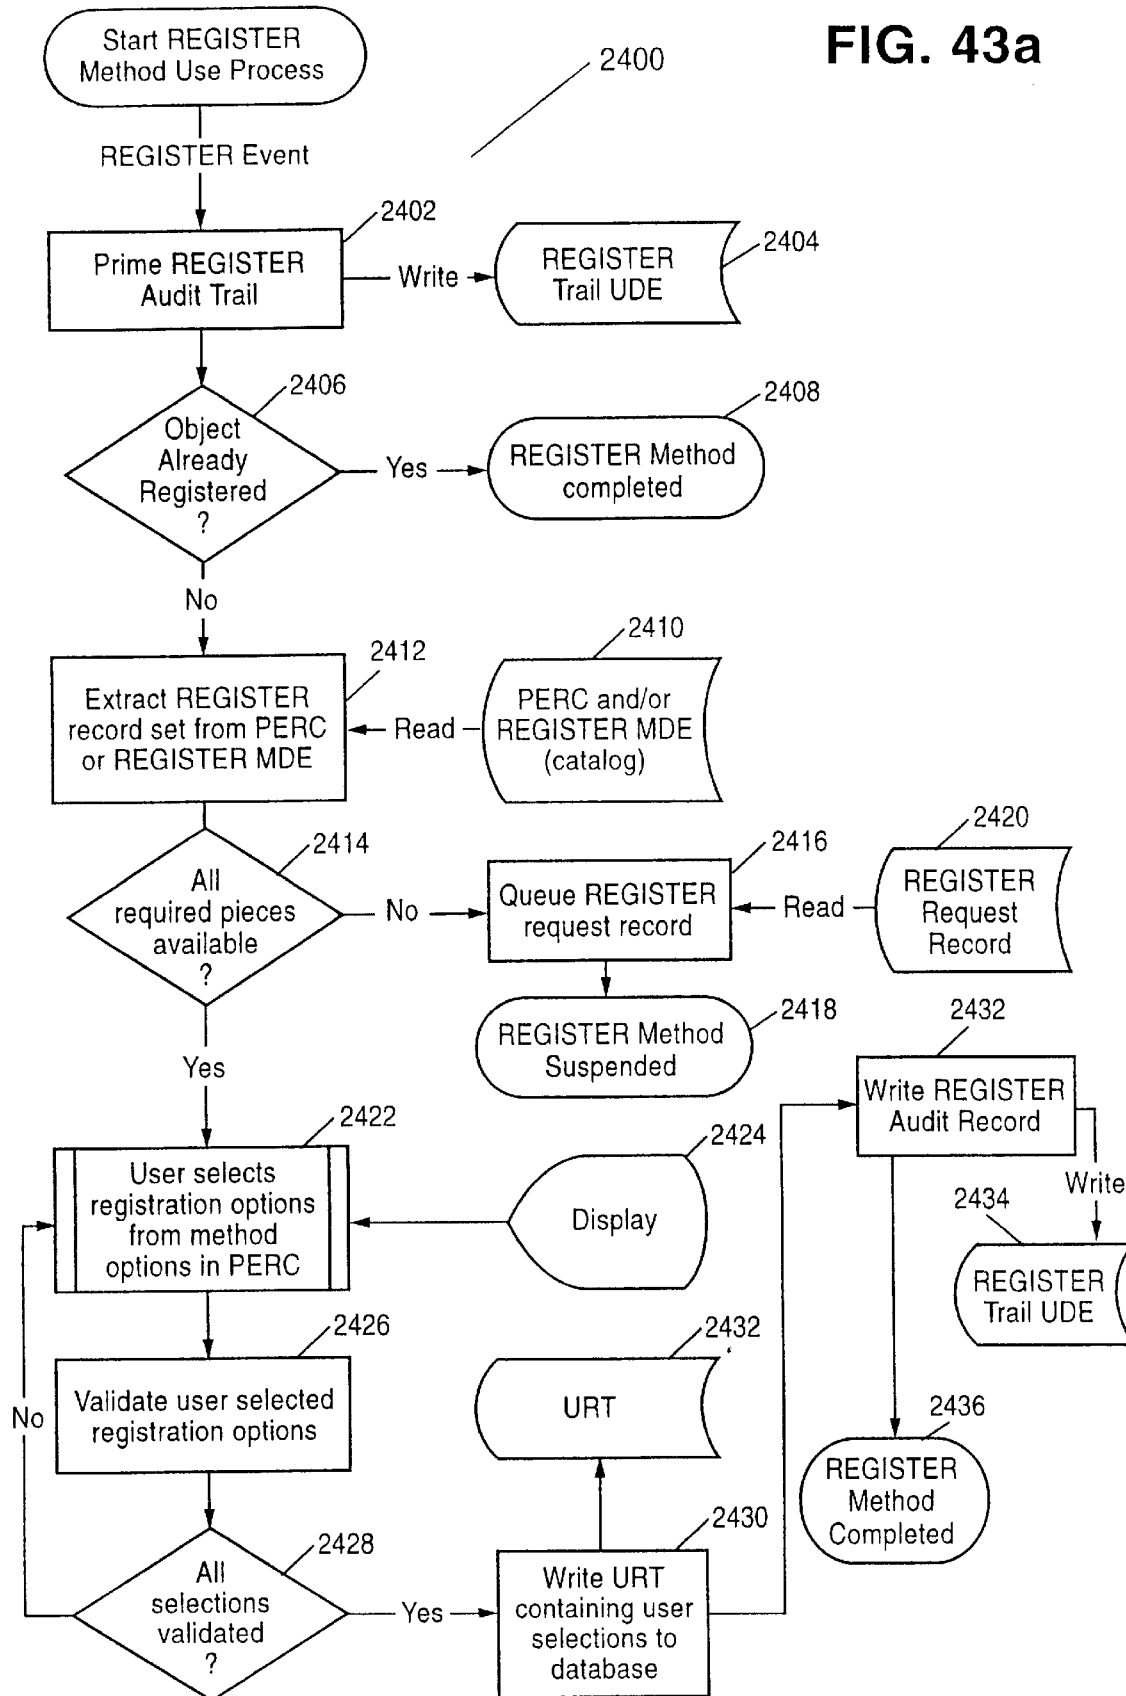 FIG. 43a
Start REGISTER
Method Use Process
2400
REGISTER Event
2402
Prime REGISTER
Audit Trail
Write
2404
REGISTER
Trail UDE
2406
Object
Already
Registered
?
Yes
2408
REGISTER Method
completed
No
2412
Extract REGISTER
record set from PERC
or REGISTER MDE
Read
2410
PERC and/or
REGISTER MDE
(catalog)
2414
All
required pieces
available
?
No
2416
Queue REGISTER
request record
Read
2420
REGISTER
Request
Record
2418
REGISTER Method
Suspended
Yes
2422
User selects
registration options
from method
options in PERC
2424
Display
2426
Validate user selected
registration options
No
2428
All
selections
validated
?
Yes
2430
Write URT
containing user
selections to
database
2432
URT
2432
Write REGISTER
Audit Record
Write
2434
REGISTER
Trail UDE
2436
REGISTER
Method
Completed